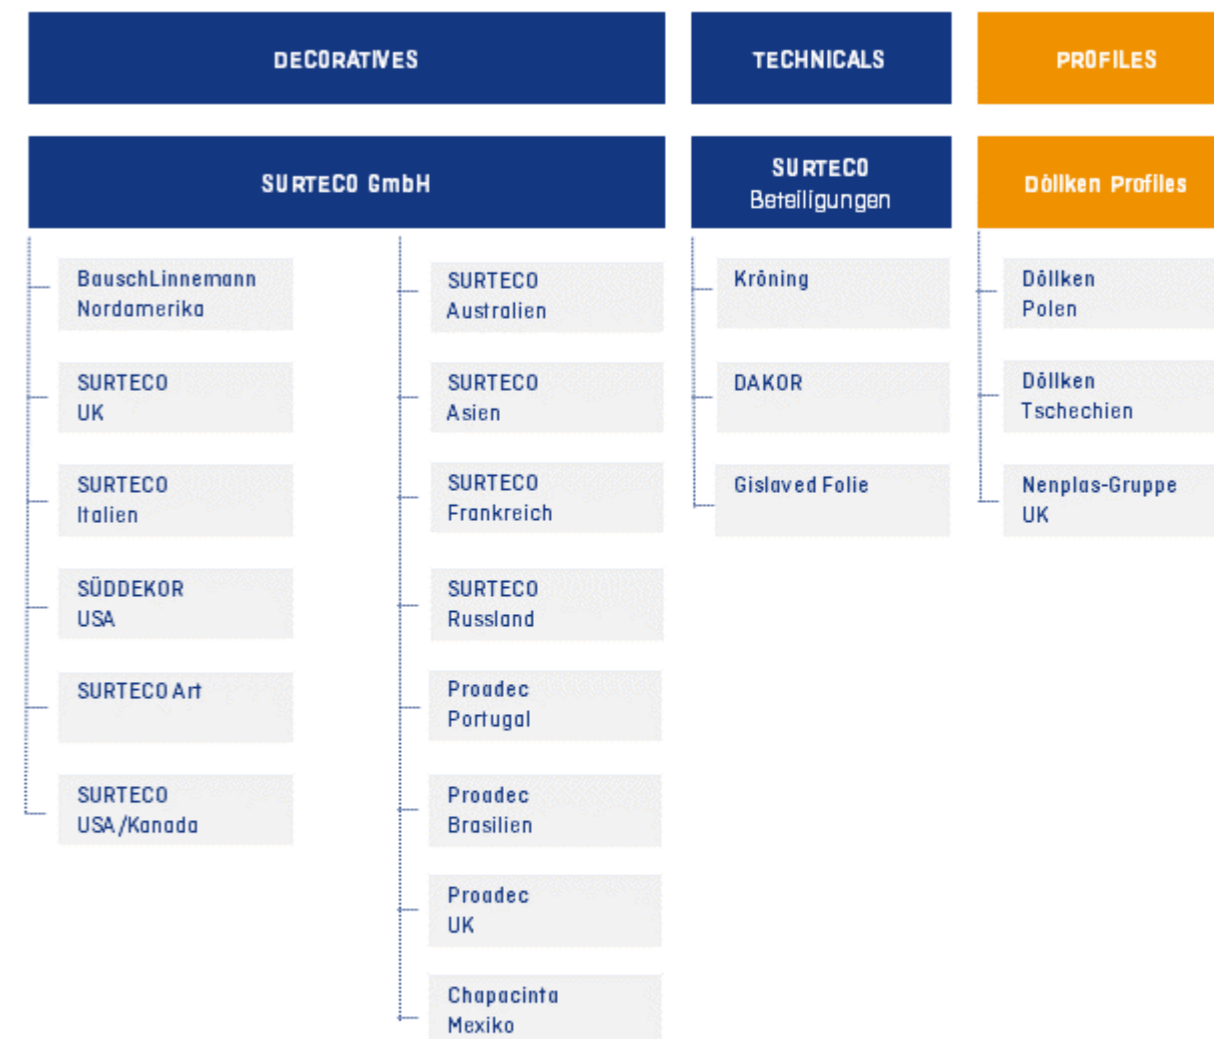 DECORATIVES
TECHNICALS
PROFILES
SURTECO GmbH
SURTECO
Beteiligungen
Döllken Profiles
BauschLinnemann
Nordamerika
SURTECO
UK
SURTECO
Italien
SÜDDEKOR
USA
SURTECO Art
SURTECO
USA/Kanada
SURTECO
Australien
SURTECO
Asien
SURTECO
Frankreich
SURTECO
Russland
Proadec
Portugal
Proadec
Brasilien
Proadec
UK
Chapacinta
Mexiko
Kröning
DAKOR
Gislaved Folie
Döllken
Polen
Döllken
Tschechien
Nenplas-Gruppe
UK